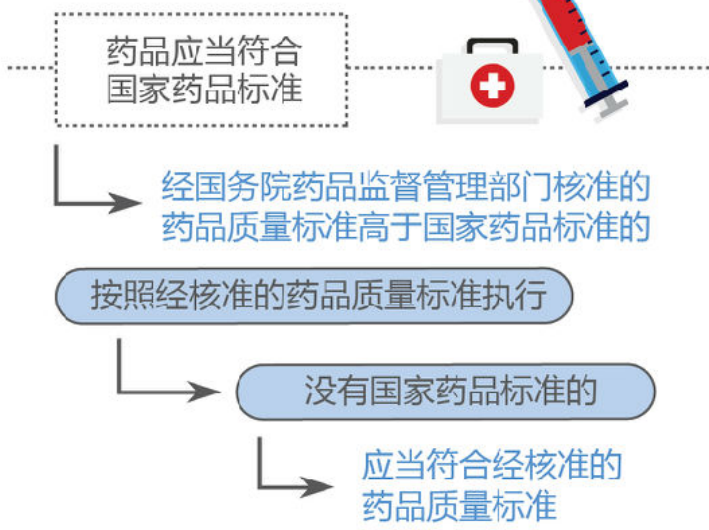 药品应当符合
国家药品标准
经国务院药品监督管理部门核准的
药品质量标准高于国家药品标准的
按照经核准的药品质量标准执行
没有国家药品标准的
应当符合经核准的
药品质量标准